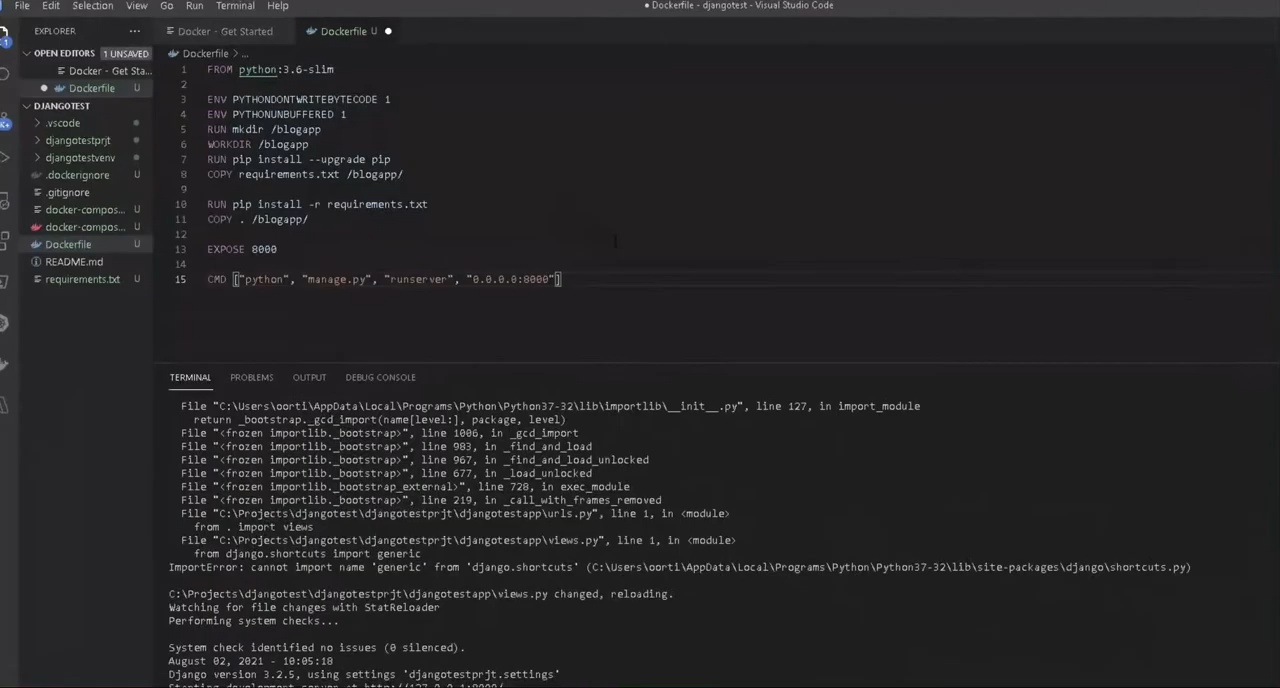 File Edit Selection View Go Run Terminal Help
● Dockerfile - djangotest - Visual Studio Code
EXPLORER ...
Docker - Get Started
Dockerfile U ●
OPEN EDITORS 1 UNSAVED
Docker - Get Sta...
● Dockerfile U
DJANGOTEST
.vscode
djangotestprjt
djangotestvenv
.dockerignore U
.gitignore
docker-compos... U
docker-compos... U
Dockerfile U
README.md
requirements.txt U
Dockerfile > ...
1 FROM python:3.6-slim
2
3 ENV PYTHONDONTWRITEBYTECODE 1
4 ENV PYTHONUNBUFFERED 1
5 RUN mkdir /blogapp
6 WORKDIR /blogapp
7 RUN pip install --upgrade pip
8 COPY requirements.txt /blogapp/
9
10 RUN pip install -r requirements.txt
11 COPY . /blogapp/
12
13 EXPOSE 8000
14
15 CMD ["python", "manage.py", "runserver", "0.0.0.0:8000"]
TERMINAL PROBLEMS OUTPUT DEBUG CONSOLE
File "C:\Users\oorti\AppData\Local\Programs\Python\Python37-32\lib\importlib\__init__.py", line 127, in import_module
return _bootstrap._gcd_import(name[level:], package, level)
File "<frozen importlib._bootstrap>", line 1006, in _gcd_import
File "<frozen importlib._bootstrap>", line 983, in _find_and_load
File "<frozen importlib._bootstrap>", line 967, in _find_and_load_unlocked
File "<frozen importlib._bootstrap>", line 677, in _load_unlocked
File "<frozen importlib._bootstrap_external>", line 728, in exec_module
File "<frozen importlib._bootstrap>", line 219, in _call_with_frames_removed
File "C:\Projects\djangotest\djangotestprjt\djangotestapp\urls.py", line 1, in <module>
from . import views
File "C:\Projects\djangotest\djangotestprjt\djangotestapp\views.py", line 1, in <module>
from django.shortcuts import generic
ImportError: cannot import name 'generic' from 'django.shortcuts' (C:\Users\oorti\AppData\Local\Programs\Python\Python37-32\lib\site-packages\django\shortcuts.py)
C:\Projects\djangotest\djangotestprjt\djangotestapp\views.py changed, reloading.
Watching for file changes with StatReloader
Performing system checks...
System check identified no issues (0 silenced).
August 02, 2021 - 10:05:18
Django version 3.2.5, using settings 'djangotestprjt.settings'
Starting development server at http://127.0.0.1:8000/